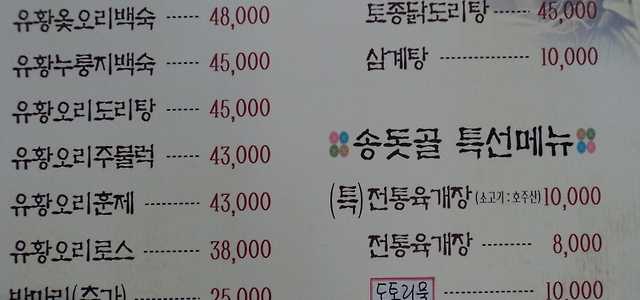 유황옻오리백숙 ------ 48,000
유황누룽지백숙 ------ 45,000
유황오리도리탕 ------ 45,000
유황오리주물럭 ------ 43,000
유황오리훈제 --------- 43,000
유황오리로스 --------- 38,000
반마리(추가) --------- 25,000
토종닭도리탕 ----- 45,000
삼계탕 ----------- 10,000
송돗골 특선메뉴
(특)전통육개장(소고기:호주산)10,000
전통육개장 -------- 8,000
도토리묵 -------------- 10,000